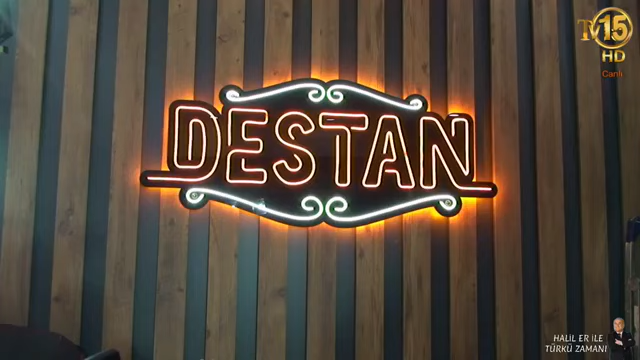 TV15
HD
Canlı
DESTAN
HALİL ER İLE
TÜRKÜ ZAMANI